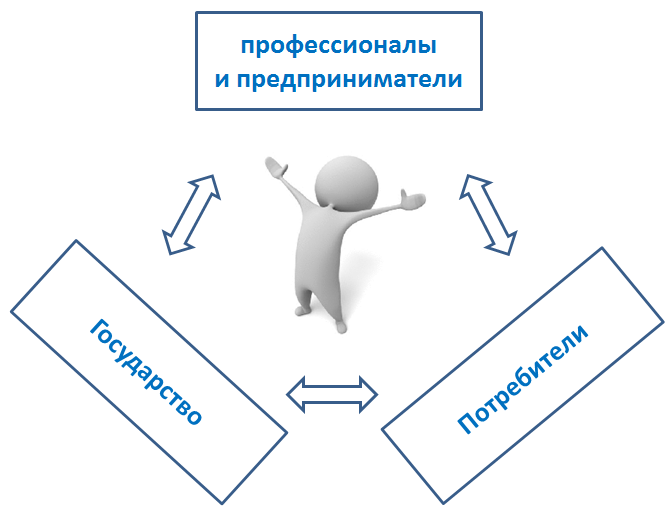 профессионалы
и предприниматели
Государство
Потребители